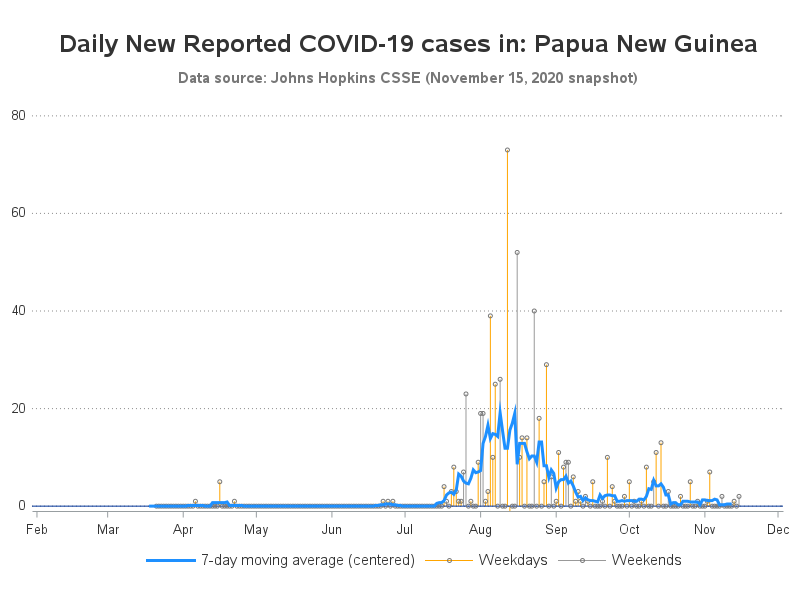 Daily New Reported COVID-19 cases in: Papua New Guinea
Data source: Johns Hopkins CSSE (November 15, 2020 snapshot)
80
60
40
20
0
Feb Mar Apr May Jun Jul Aug Sep Oct Nov Dec
7-day moving average (centered) Weekdays Weekends